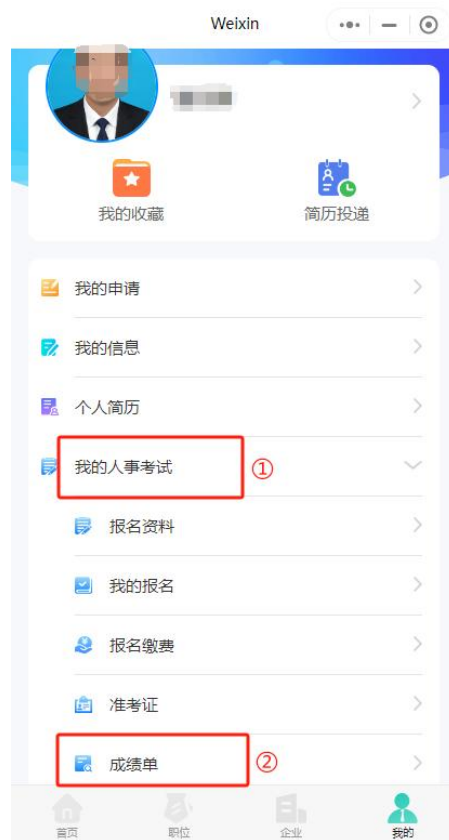 Weixin
我的收藏
简历投递
我的申请
我的信息
个人简历
我的人事考试 ①
报名资料
我的报名
报名缴费
准考证
成绩单 ②
首页
职位
企业
我的